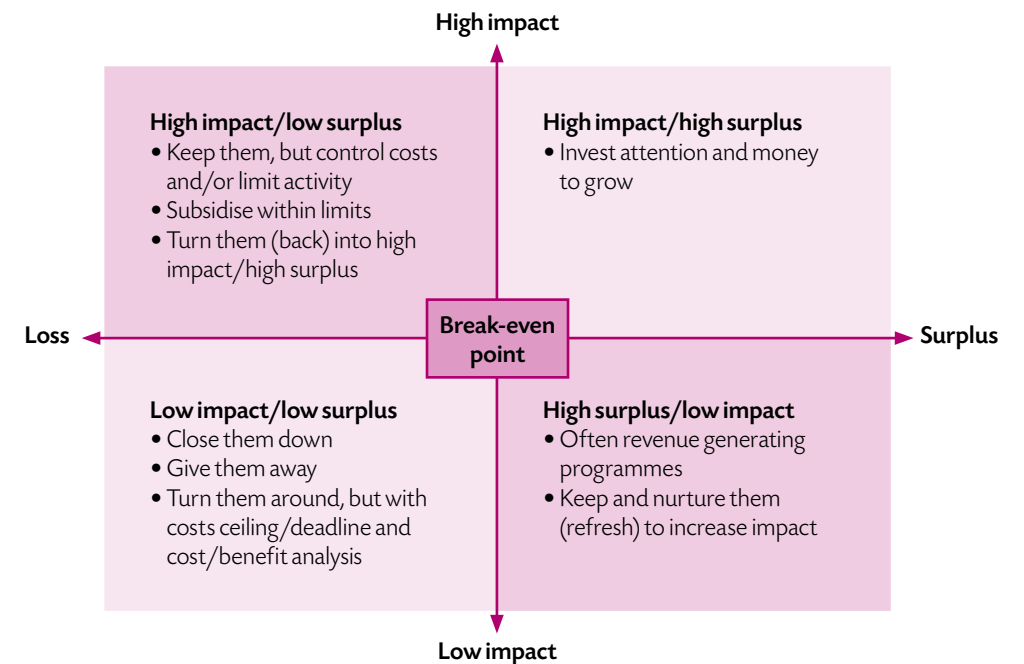 High impact
High impact/low surplus
• Keep them, but control costs
and/or limit activity
• Subsidise within limits
• Turn them (back) into high
impact/high surplus
High impact/high surplus
• Invest attention and money
to grow
Loss
Break-even
point
Surplus
Low impact/low surplus
• Close them down
• Give them away
• Turn them around, but with
costs ceiling/deadline and
cost/benefit analysis
High surplus/low impact
• Often revenue generating
programmes
• Keep and nurture them
(refresh) to increase impact
Low impact